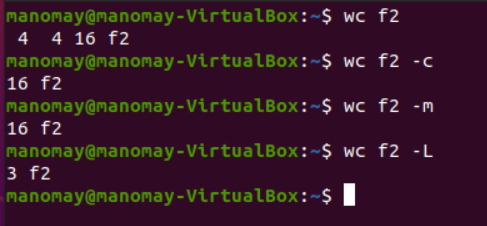 manomay@manomay-VirtualBox:~$ wc f2
 4  4 16 f2
manomay@manomay-VirtualBox:~$ wc f2 -c
16 f2
manomay@manomay-VirtualBox:~$ wc f2 -m
16 f2
manomay@manomay-VirtualBox:~$ wc f2 -L
3 f2
manomay@manomay-VirtualBox:~$